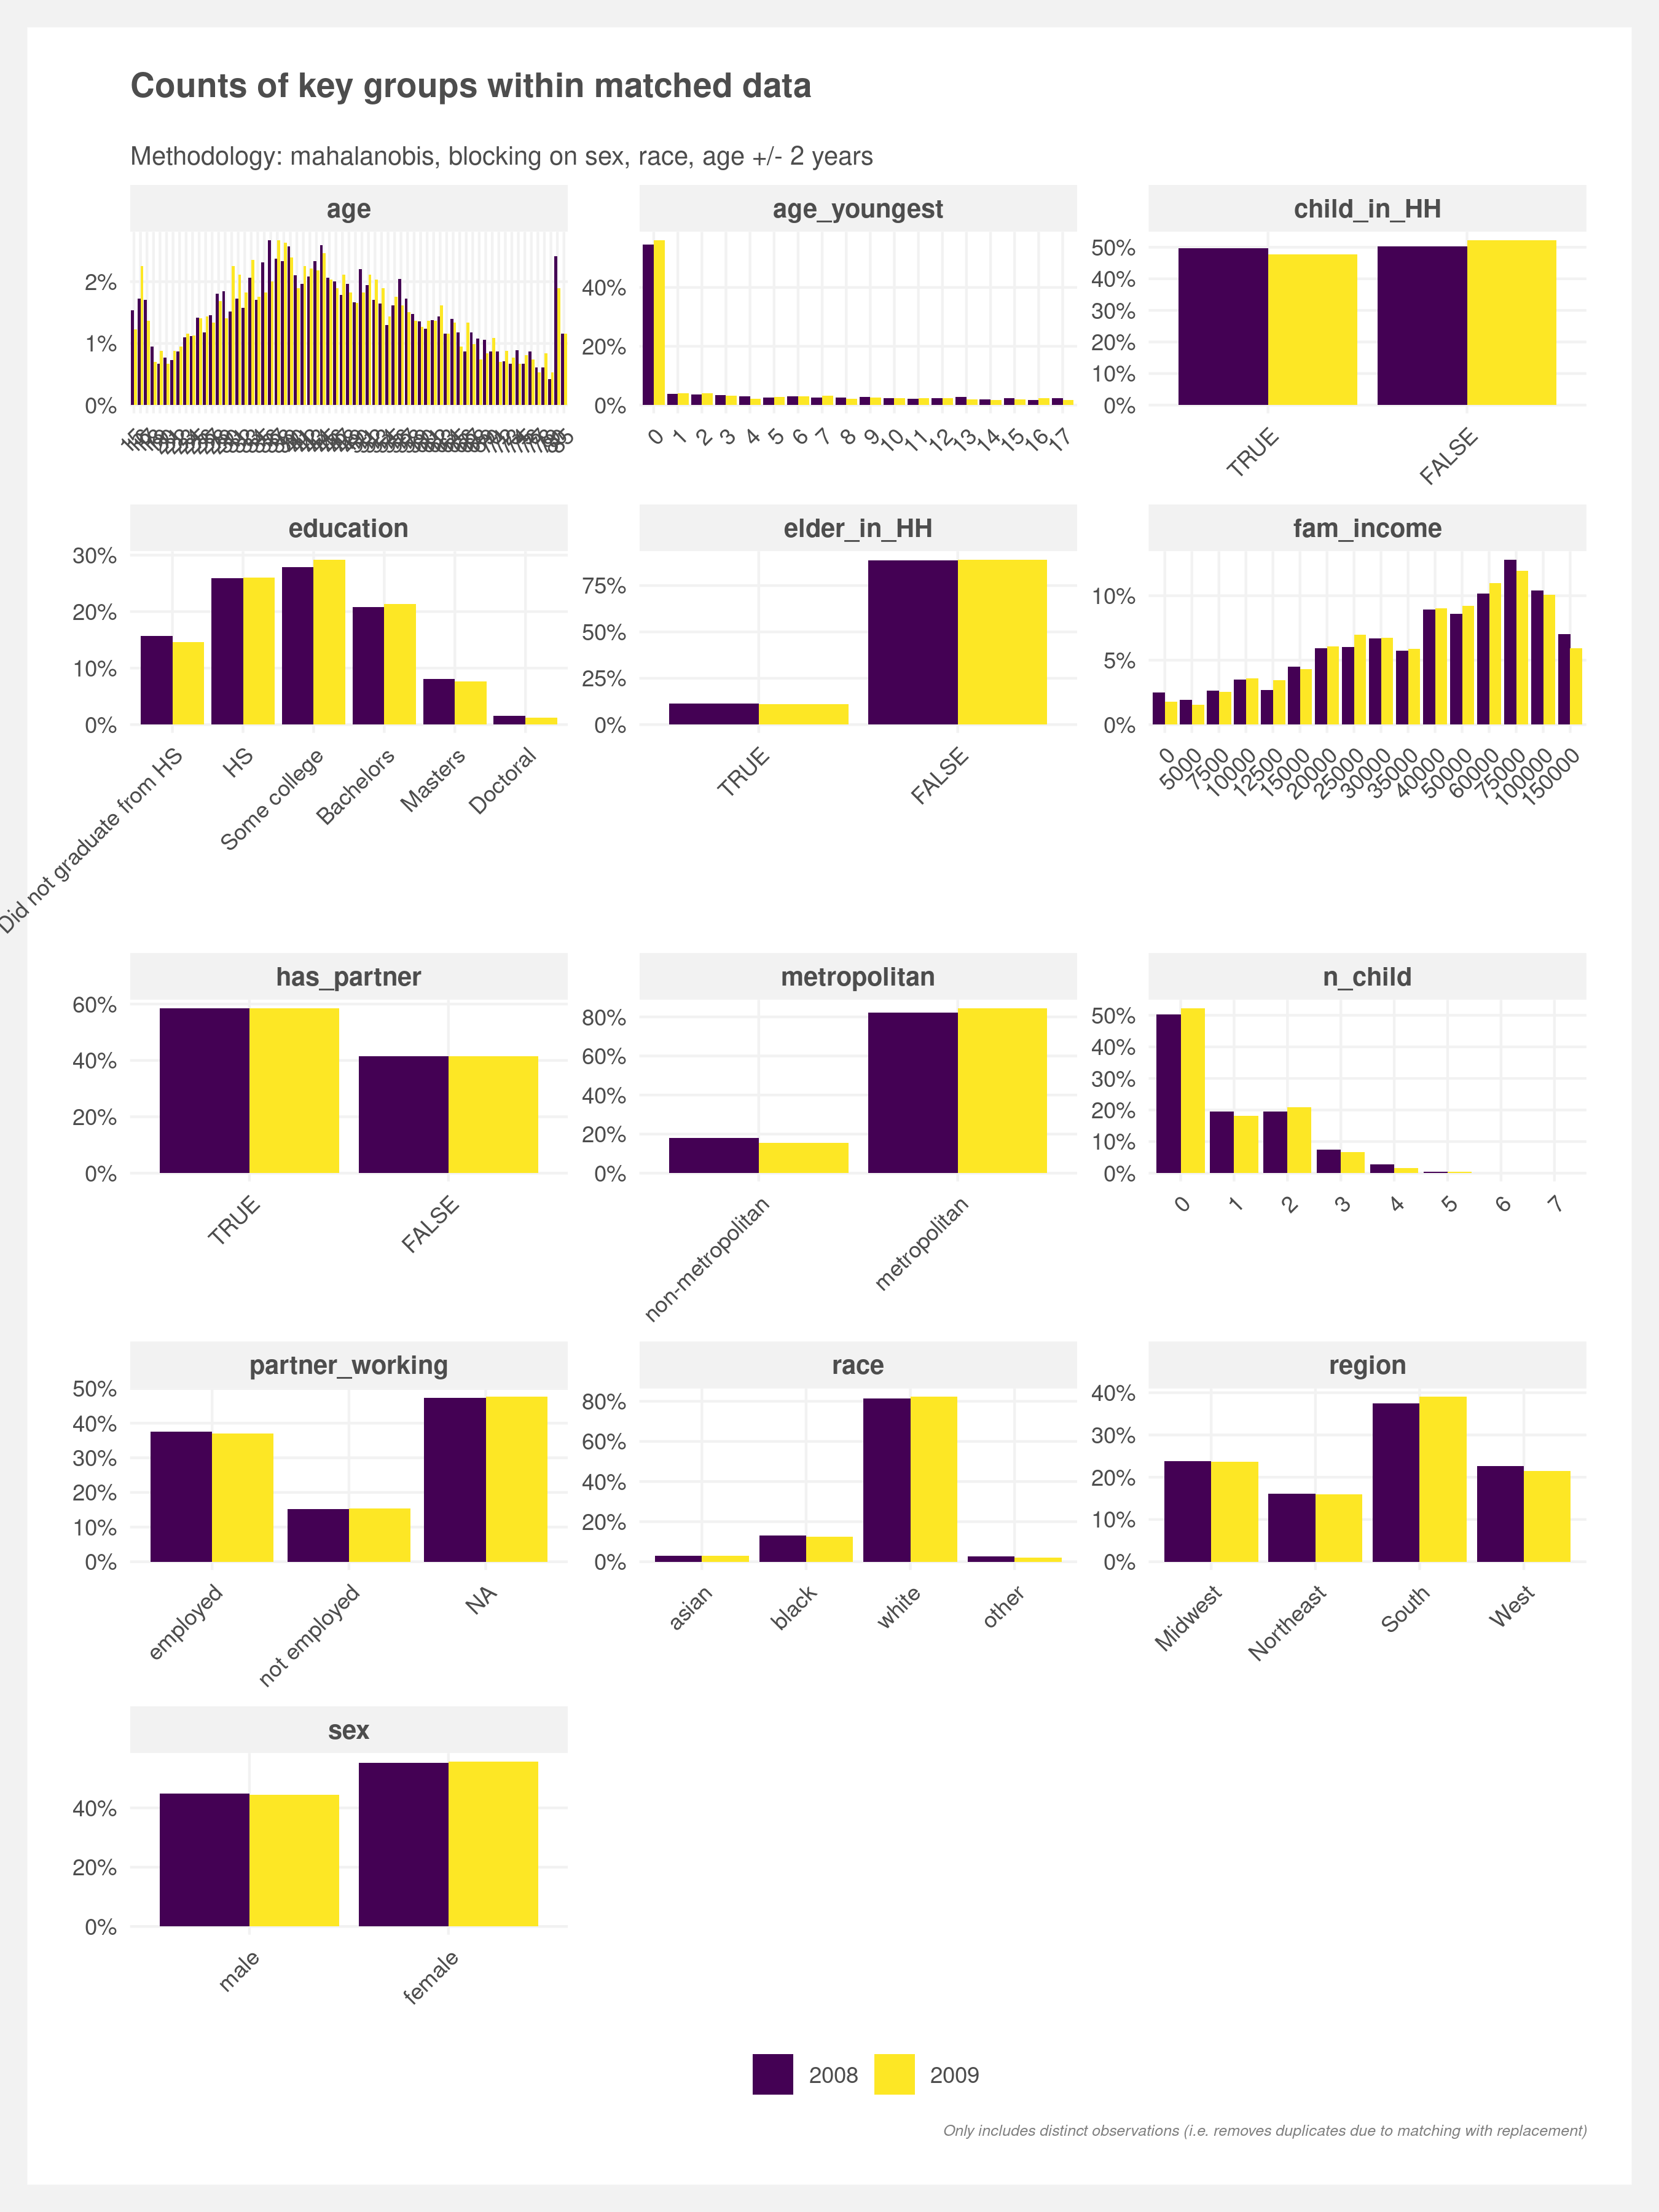 Counts of key groups within matched data
Methodology: mahalanobis, blocking on sex, race, age +/- 2 years
age
2%
1%
0%
age_youngest
40%
20%
0%
0 1 2 3 4 5 6 7 8 9 10 11 12 13 14 15 16 17
child_in_HH
50%
40%
30%
20%
10%
0%
TRUE FALSE
education
30%
20%
10%
0%
Did not graduate from HS HS Some college Bachelors Masters Doctoral
elder_in_HH
75%
50%
25%
0%
TRUE FALSE
fam_income
10%
5%
0%
0 5000 7500 10000 12500 15000 20000 25000 30000 35000 40000 50000 60000 75000 100000 150000
has_partner
60%
40%
20%
0%
TRUE FALSE
metropolitan
80%
60%
40%
20%
0%
non-metropolitan metropolitan
n_child
50%
40%
30%
20%
10%
0%
0 1 2 3 4 5 6 7
partner_working
50%
40%
30%
20%
10%
0%
employed not employed NA
race
80%
60%
40%
20%
0%
asian black white other
region
40%
30%
20%
10%
0%
Midwest Northeast South West
sex
40%
20%
0%
male female
2008 2009
Only includes distinct observations (i.e. removes duplicates due to matching with replacement)